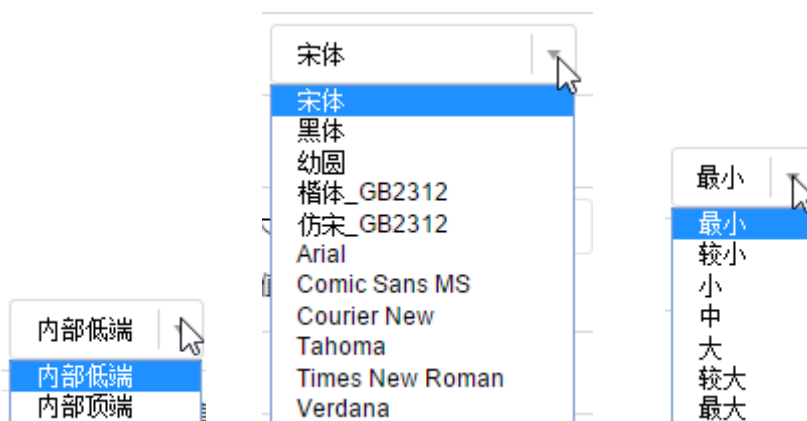 内部低端
内部低端
内部顶端
宋体
宋体
黑体
幼圆
楷体_GB2312
仿宋_GB2312
Arial
Comic Sans MS
Courier New
Tahoma
Times New Roman
Verdana
最小
最小
较小
小
中
大
较大
最大